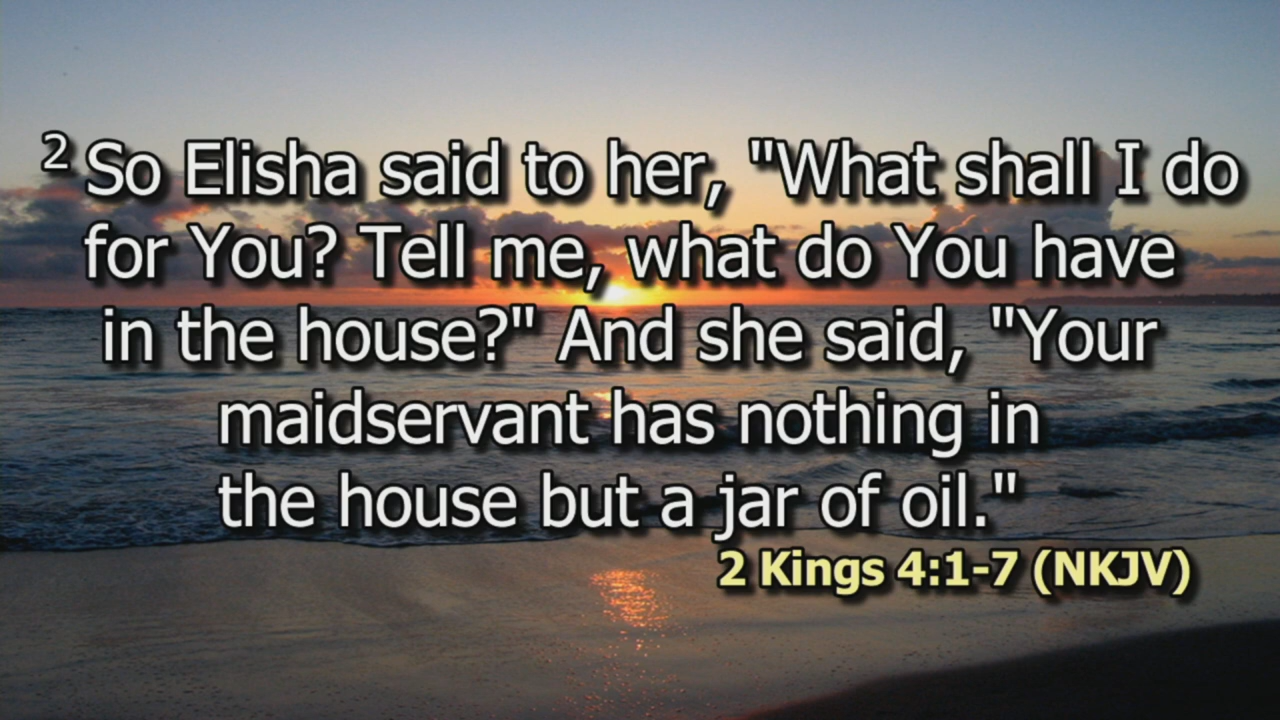 2 So Elisha said to her, "What shall I do
for You? Tell me, what do You have
in the house?" And she said, "Your
maidservant has nothing in
the house but a jar of oil."
2 Kings 4:1-7 (NKJV)